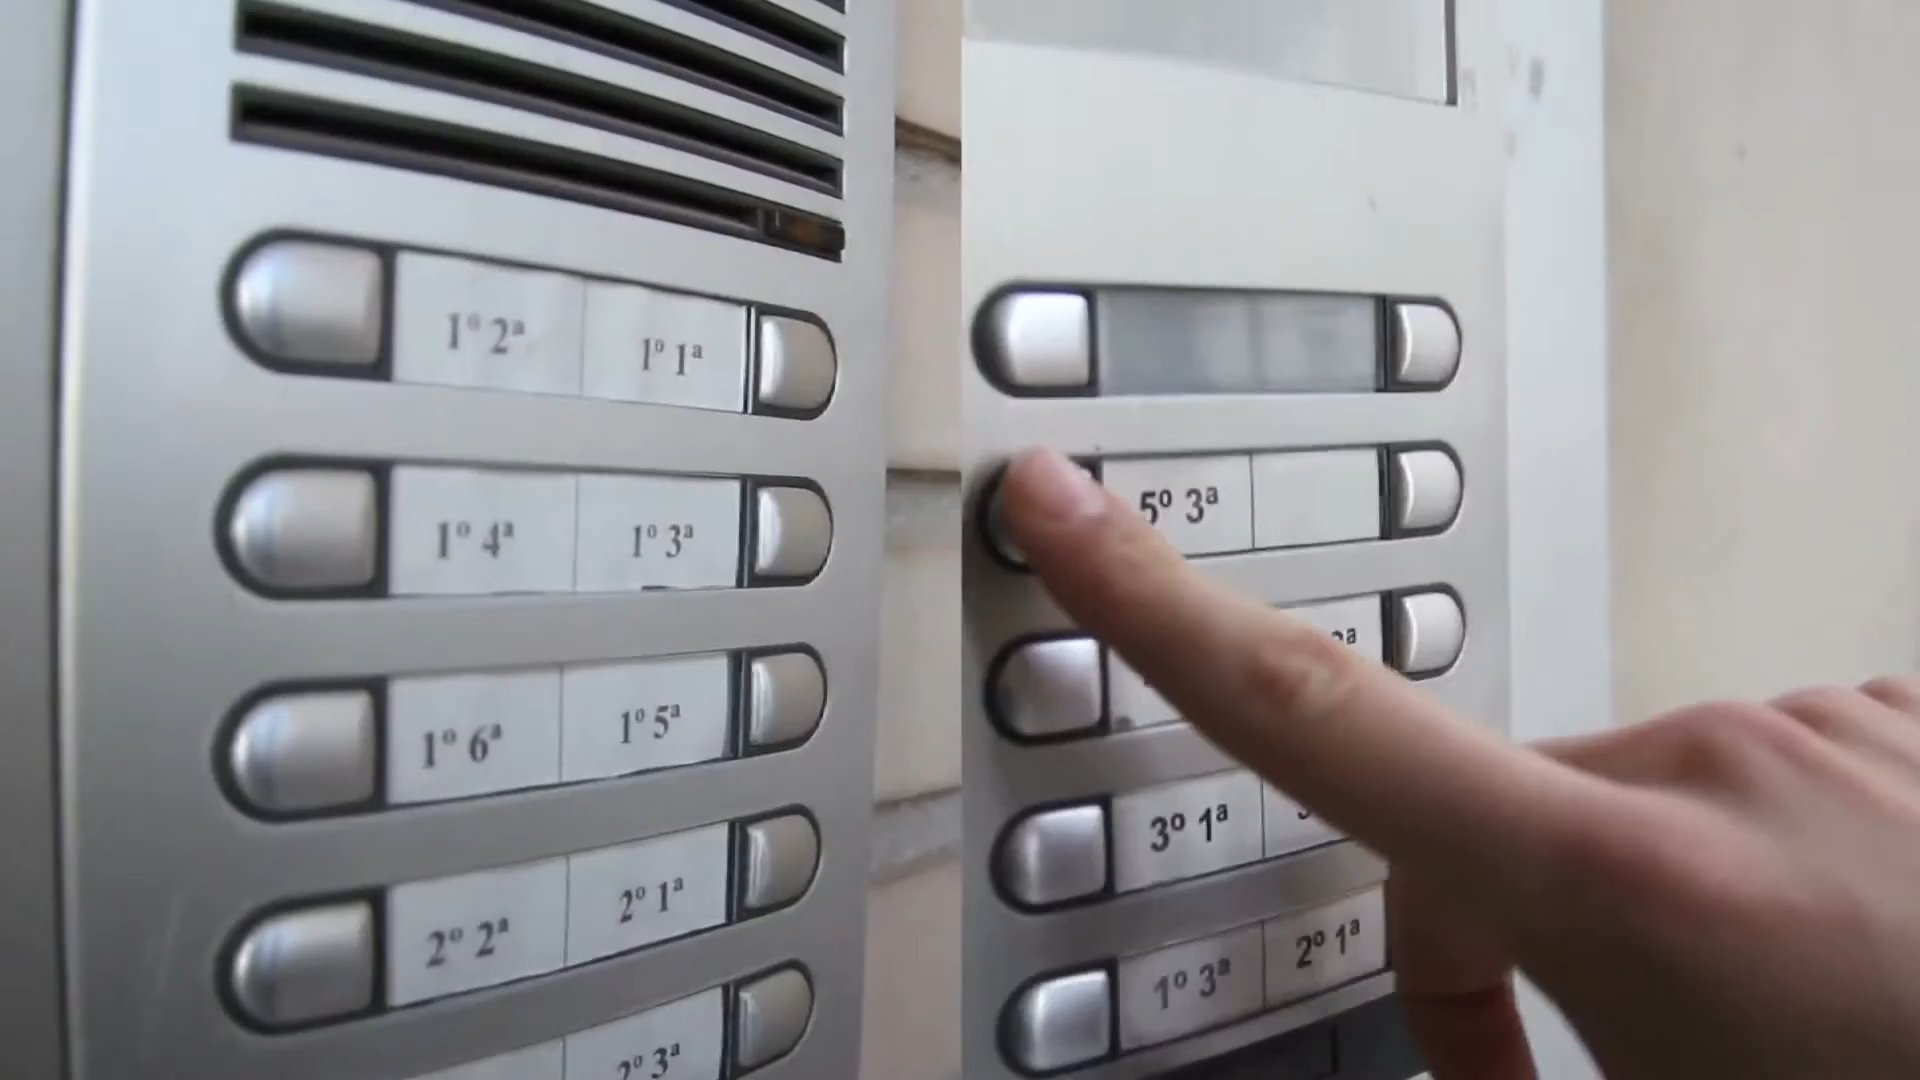 1º 2ª 1º 1ª
1º 4ª 1º 3ª
1º 6ª 1º 5ª
2º 2ª 2º 1ª
2º 3ª
5º 3ª
3º 1ª
1º 3ª 2º 1ª